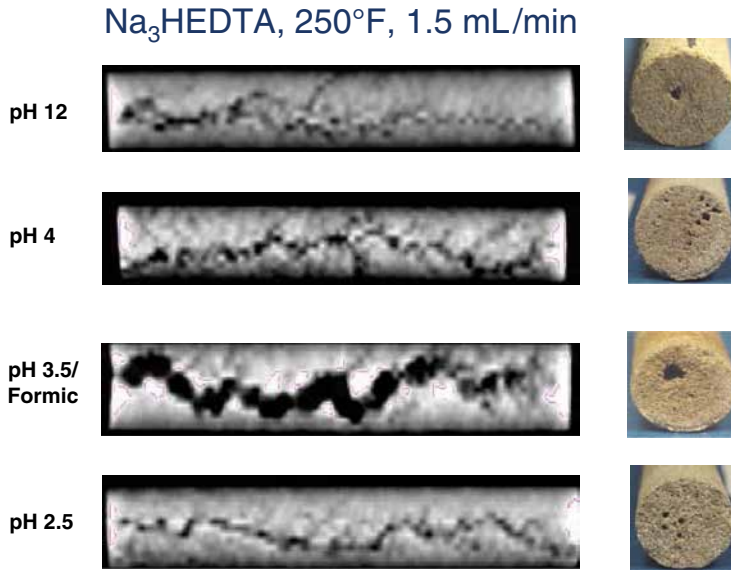 Na₃HEDTA, 250°F, 1.5 mL/min
pH 12
pH 4
pH 3.5/
Formic
pH 2.5